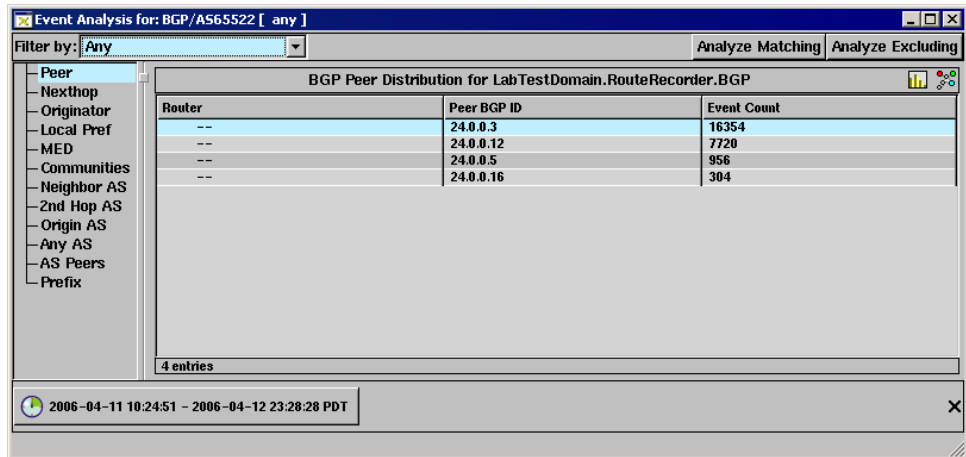 Event Analysis for: BGP/AS65522 [ any ]
Filter by: Any
Analyze Matching
Analyze Excluding
Peer
Nexthop
Originator
Local Pref
MED
Communities
Neighbor AS
2nd Hop AS
Origin AS
Any AS
AS Peers
Prefix
BGP Peer Distribution for LabTestDomain.RouteRecorder.BGP
Router Peer BGP ID Event Count
-- 24.0.0.3 16354
-- 24.0.0.12 7720
-- 24.0.0.5 956
-- 24.0.0.16 304
4 entries
2006-04-11 10:24:51 - 2006-04-12 23:28:28 PDT